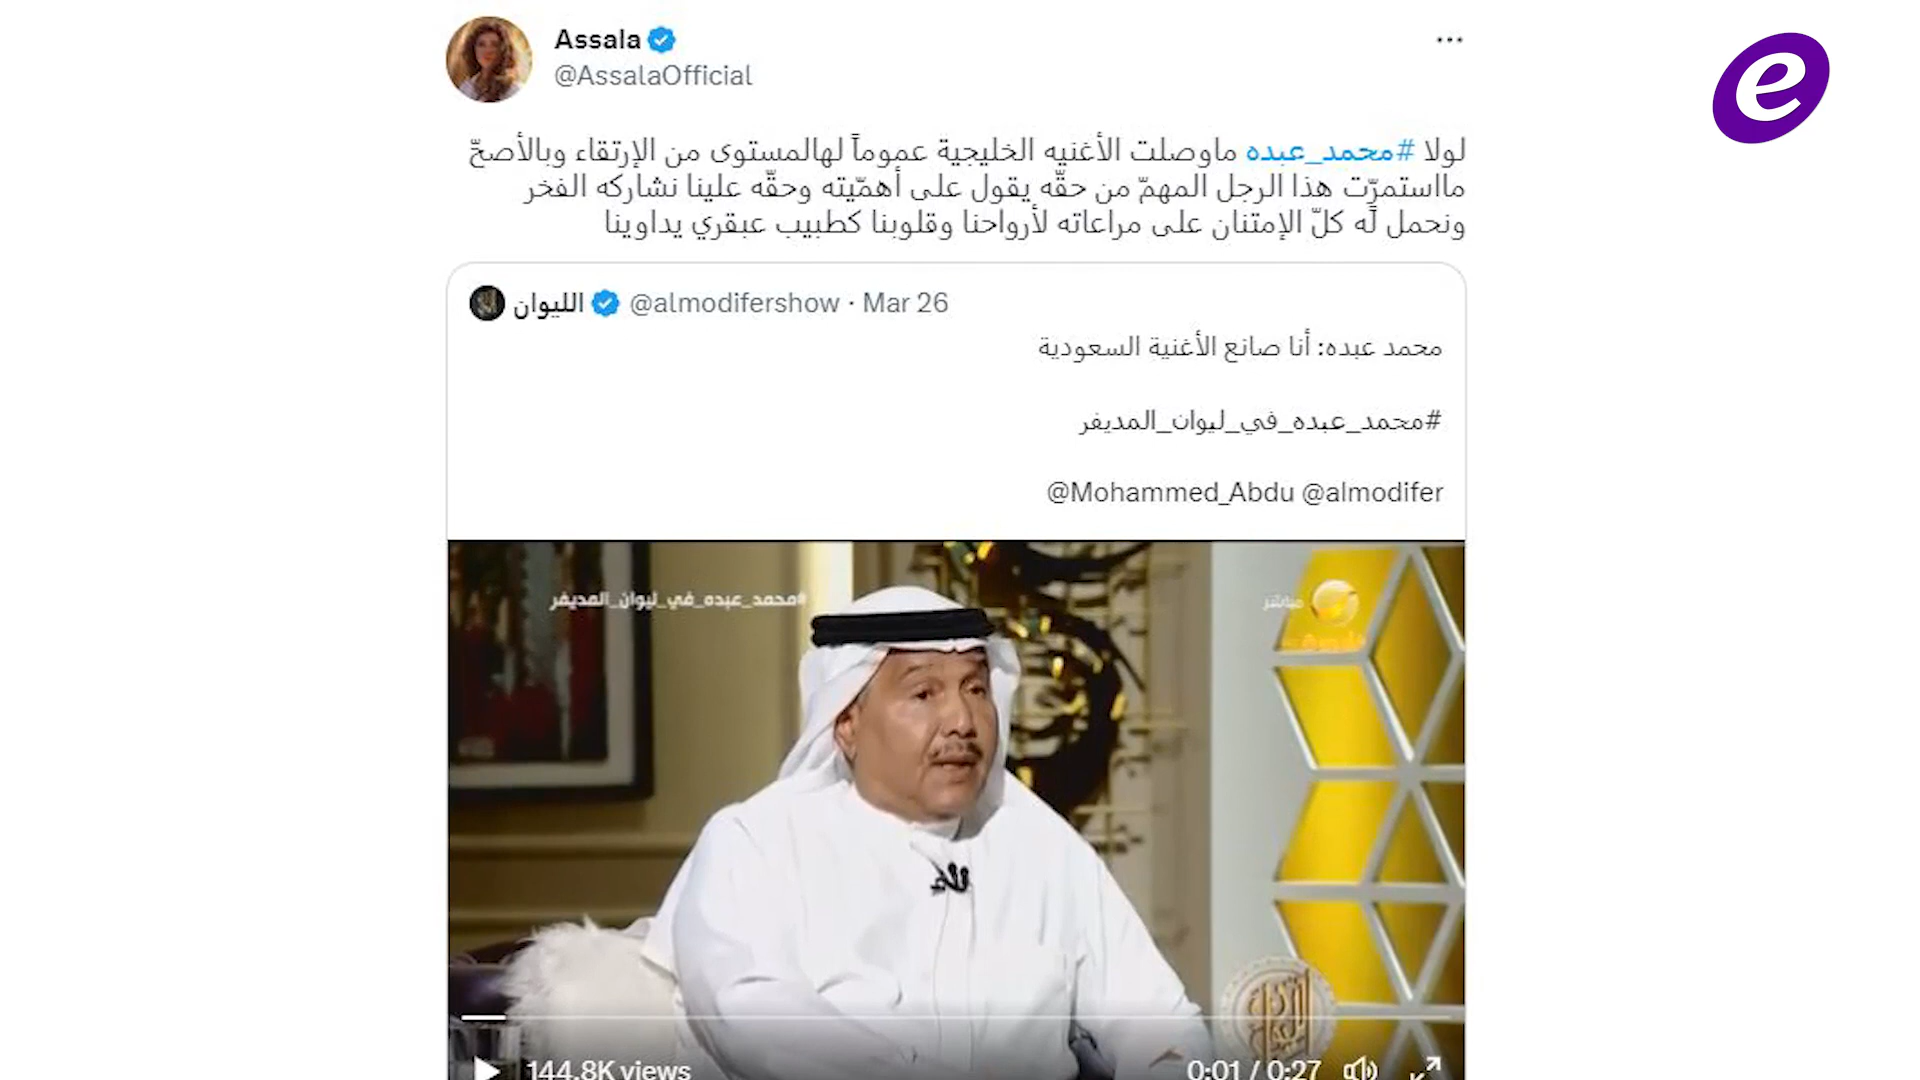 Assala
@AssalaOfficial
لولا #محمد_عبده ماوصلت الأغنيه الخليجية عموماً لهالمستوى من الإرتقاء وبالأصحّ
مااستمرِّت هذا الرجل المهمّ من حقّه يقول على أهمّيته وحقّه علينا نشاركه الفخر
ونحمل لَه كلّ الإمتنان على مراعاته لأرواحنا وقلوبنا كطبيب عبقري يداوينا
الليوان @almodifershow · Mar 26
محمد عبده: أنا صانع الأغنية السعودية
#محمد_عبده_في_ليوان_المديفر
@Mohammed_Abdu @almodifer
#محمد_عبده_في_ليوان_المديفر
مباشر
144.8K views
0:01 / 0:27